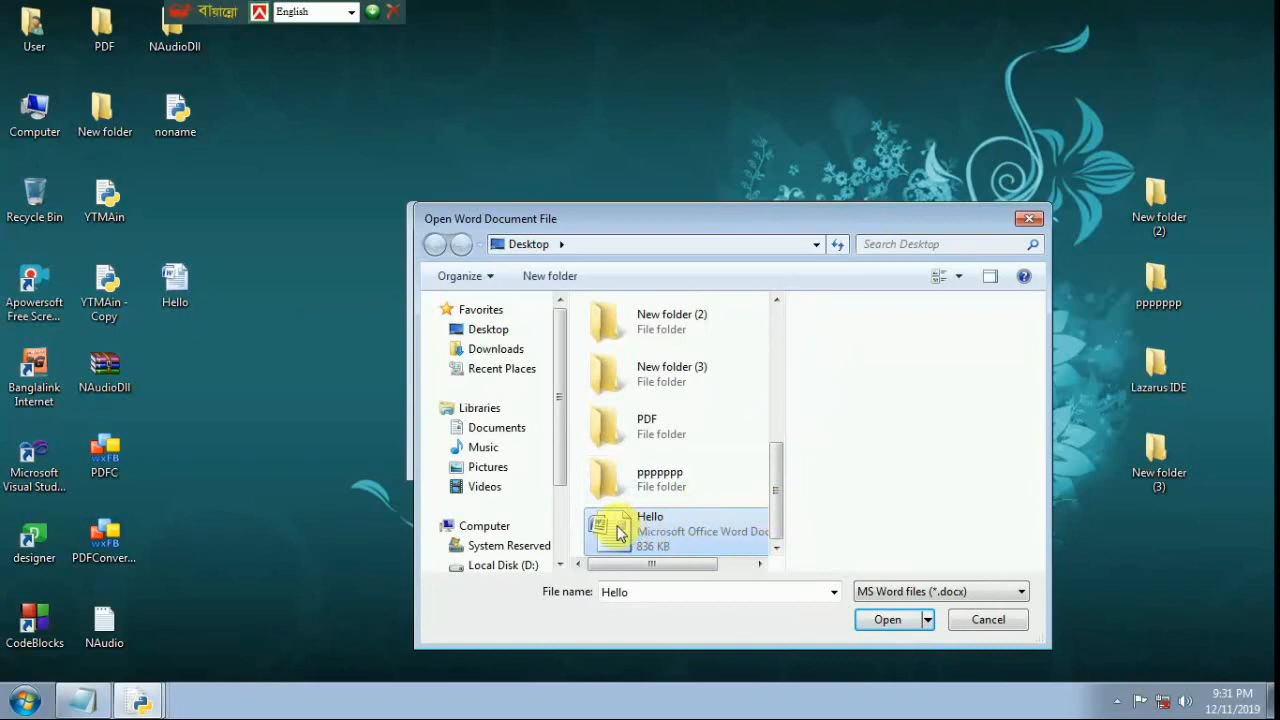 বায়ান্নো
English
User
PDF
NAudioDll
Computer
New folder
noname
Recycle Bin
YTMAin
Apowersoft
Free Scre...
YTMAin -
Copy
Hello
Banglalink
Internet
NAudioDll
Microsoft
Visual Stud...
PDFC
designer
PDFConver...
CodeBlocks
NAudio
Open Word Document File
Desktop
Search Desktop
Organize
New folder
Favorites
Desktop
Downloads
Recent Places
Libraries
Documents
Music
Pictures
Videos
Computer
System Reserved
Local Disk (D:)
New folder (2)
File folder
New folder (3)
File folder
PDF
File folder
ppppppp
File folder
Hello
Microsoft Office Word Doc
836 KB
File name:
Hello
MS Word files (*.docx)
Open
Cancel
New folder
(2)
ppppppp
Lazarus IDE
New folder
(3)
9:31 PM
12/11/2019